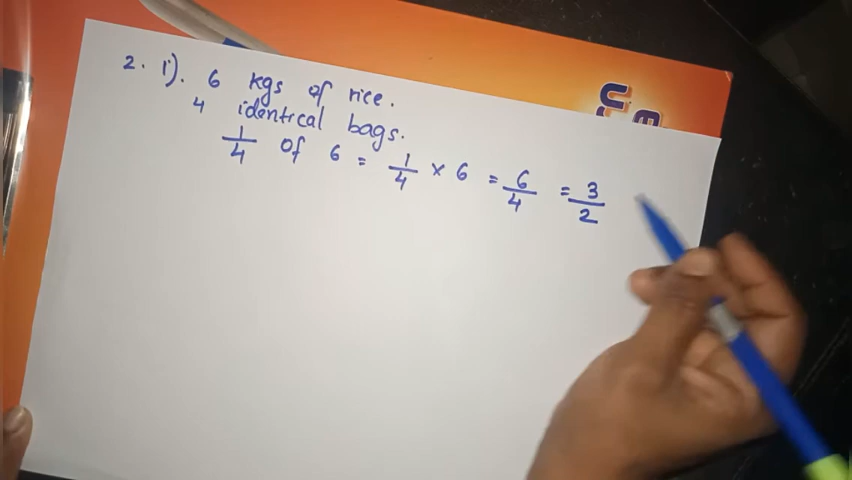 2. i). 6 kgs of rice.
4 identical bags.
1/4 of 6 = 1/4 × 6 = 6/4 = 3/2